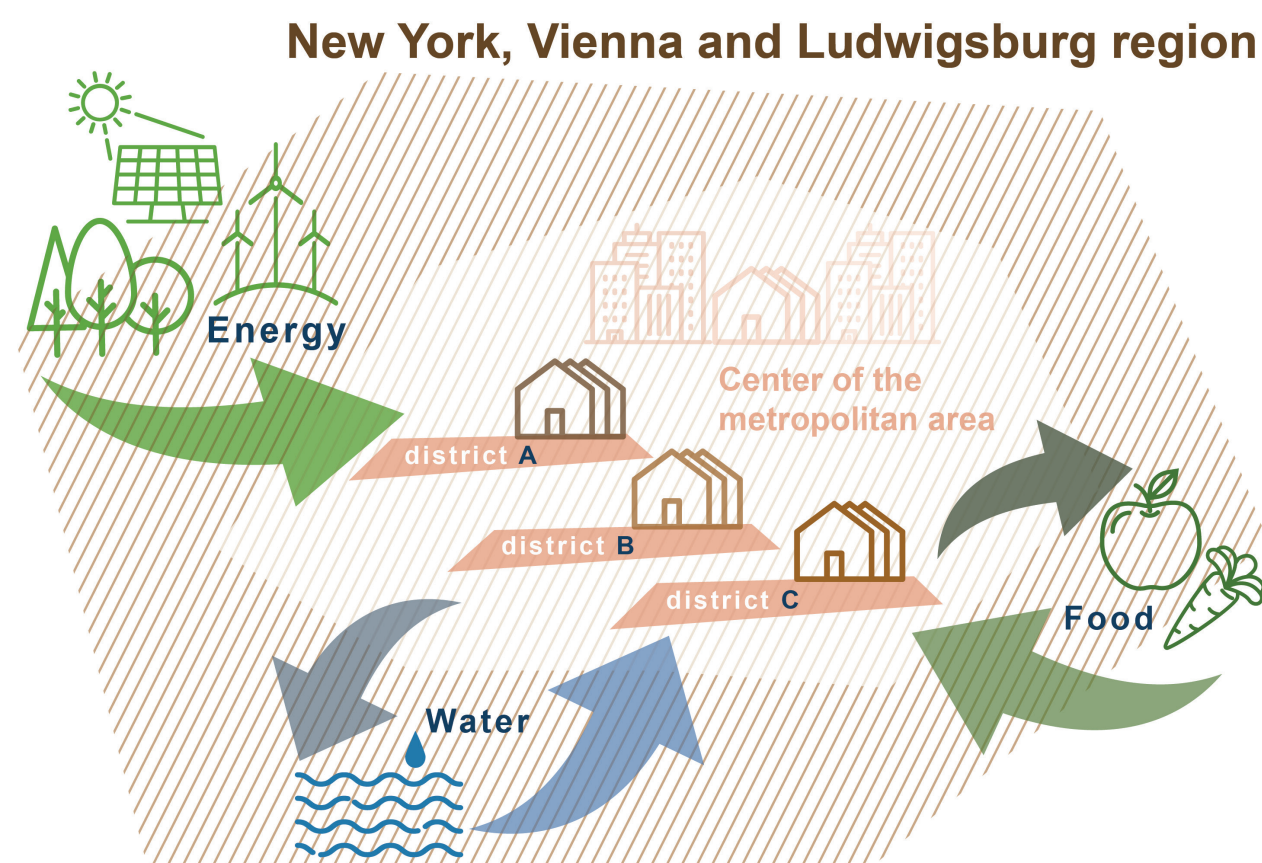 New York, Vienna and Ludwigsburg region
Energy
Center of the
metropolitan area
district A
district B
district C
Food
Water